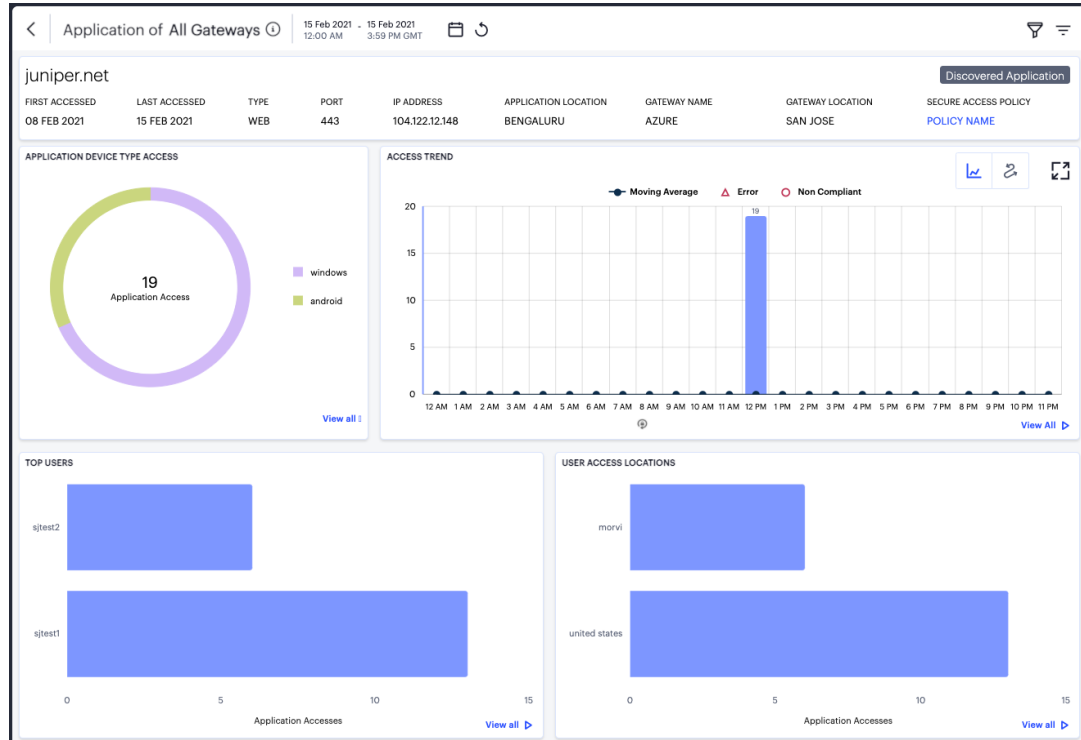 Application of All Gateways
15 Feb 2021 - 15 Feb 2021
12:00 AM 3:59 PM GMT
juniper.net
Discovered Application
FIRST ACCESSED LAST ACCESSED TYPE PORT IP ADDRESS APPLICATION LOCATION GATEWAY NAME GATEWAY LOCATION SECURE ACCESS POLICY
08 FEB 2021 15 FEB 2021 WEB 443 104.122.12.148 BENGALURU AZURE SAN JOSE POLICY NAME
APPLICATION DEVICE TYPE ACCESS
19
Application Access
windows
android
View all
ACCESS TREND
Moving Average Error Non Compliant
20
15
10
5
0
19
12 AM 1 AM 2 AM 3 AM 4 AM 5 AM 6 AM 7 AM 8 AM 9 AM 10 AM 11 AM 12 PM 1 PM 2 PM 3 PM 4 PM 5 PM 6 PM 7 PM 8 PM 9 PM 10 PM 11 PM
View All
TOP USERS
sjtest2
sjtest1
0 5 10 15
Application Accesses
View all
USER ACCESS LOCATIONS
morvi
united states
0 5 10 15
Application Accesses
View all